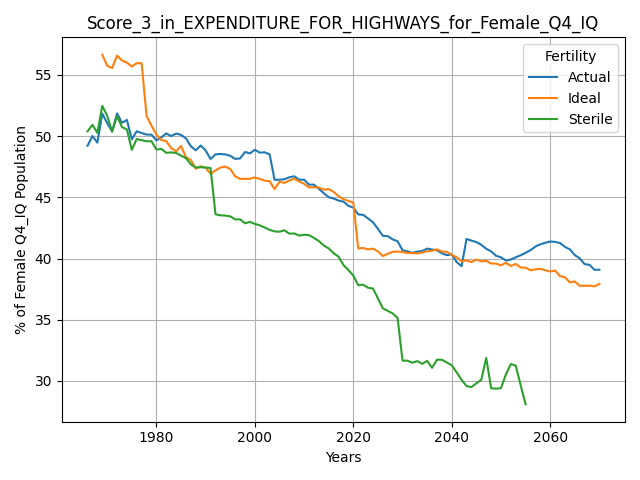 Score_3_in_EXPENDITURE_FOR_HIGHWAYS_for_Female_Q4_IQ
Fertility
Actual
Ideal
Sterile
% of Female Q4_IQ Population
55
50
45
40
35
30
1980
2000
2020
2040
2060
Years